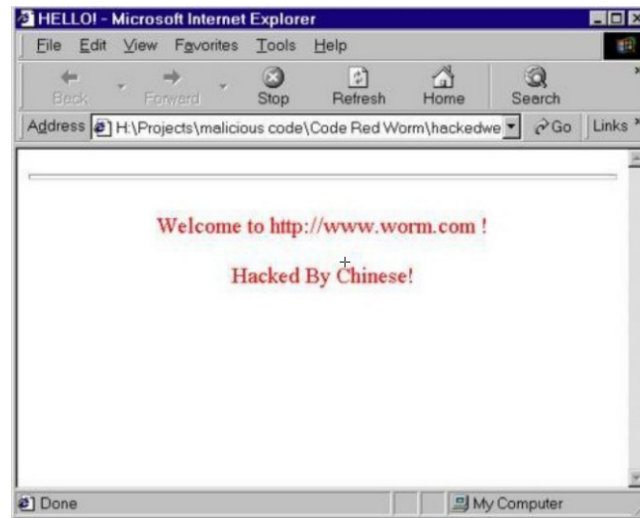 HELLO! - Microsoft Internet Explorer
File Edit View Favorites Tools Help
Back Forward Stop Refresh Home Search
Address H:\Projects\malicious code\Code Red Worm\hackedwe Go Links
Welcome to http://www.worm.com !
Hacked By Chinese!
Done My Computer